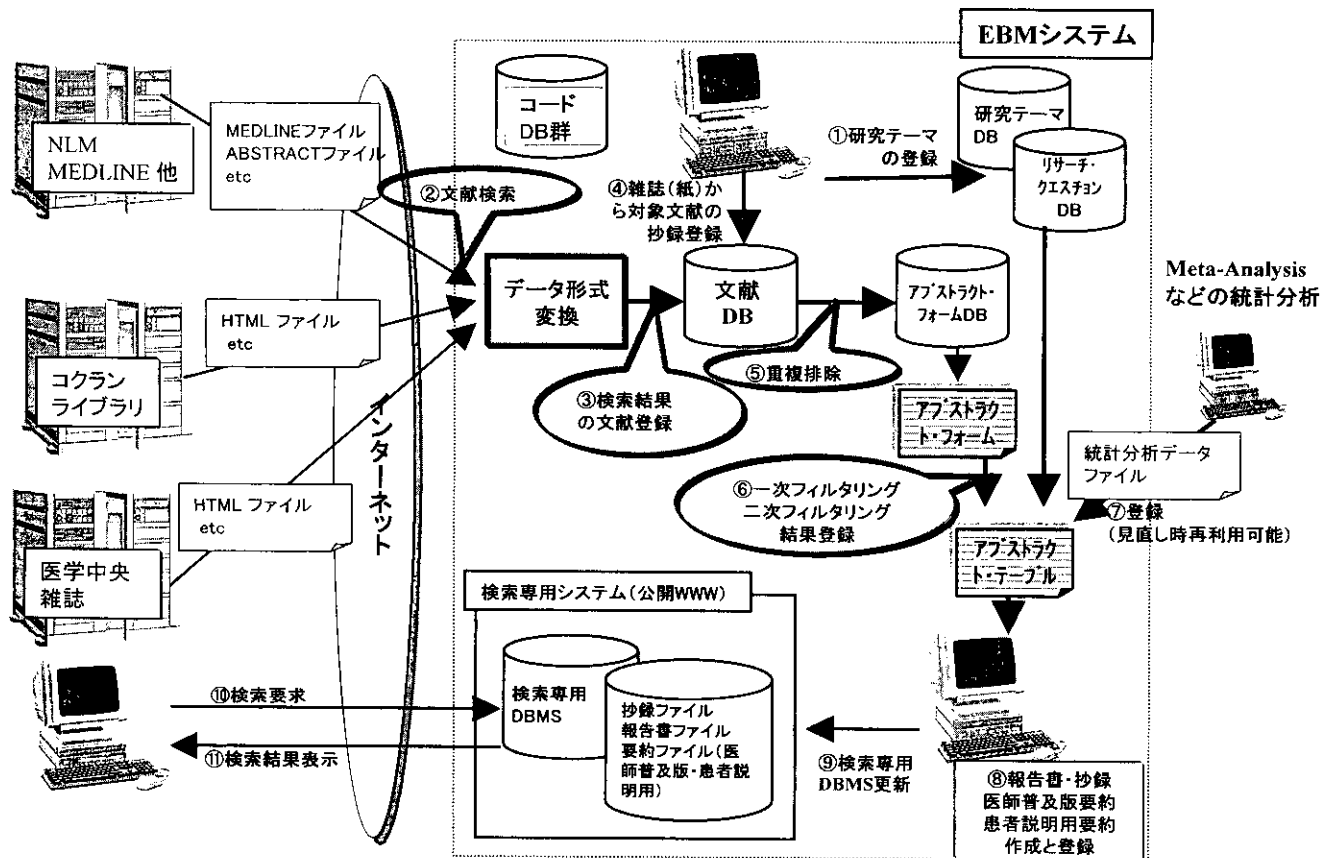 EBMシステム
NLM
MEDLINE 他
MEDLINEファイル
ABSTRACTファイル
etc
コード
DB群
研究テーマ
DB
リサーチ・
クエスチョン
DB
①研究テーマ
の登録
②文献検索
④雑誌(紙)か
ら対象文献の
抄録登録
データ形式
変換
文献
DB
アブストラクト・
フォームDB
Meta-Analysis
などの統計分析
HTML ファイル
etc
コクラン
ライブラリ
インターネット
③検索結果
の文献登録
⑤重複排除
アブストラク
ト・フォーム
統計分析データ
ファイル
⑥一次フィルタリング
二次フィルタリング
結果登録
⑦登録
(見直し時再利用可能)
HTML ファイル
etc
医学中央
雑誌
アブストラク
ト・テーブル
検索専用システム(公開WWW)
検索専用
DBMS
抄録ファイル
報告書ファイル
要約ファイル(医
師普及版・患者説
明用)
⑩検索要求
⑪検索結果表示
⑨検索専用
DBMS更新
⑧報告書・抄録
医師普及版要約
患者説明用要約
作成と登録